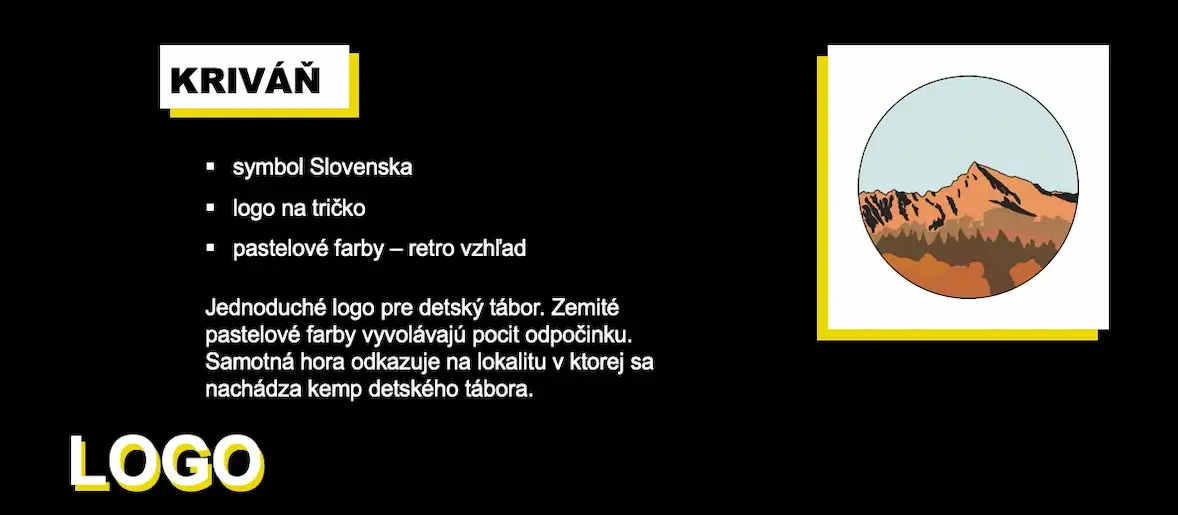 KRIVÁŇ
▪ symbol Slovenska
▪ logo na tričko
▪ pastelové farby – retro vzhľad
Jednoduché logo pre detský tábor. Zemité
pastelové farby vyvolávajú pocit odpočinku.
Samotná hora odkazuje na lokalitu v ktorej sa
nachádza kemp detského tábora.
LOGO